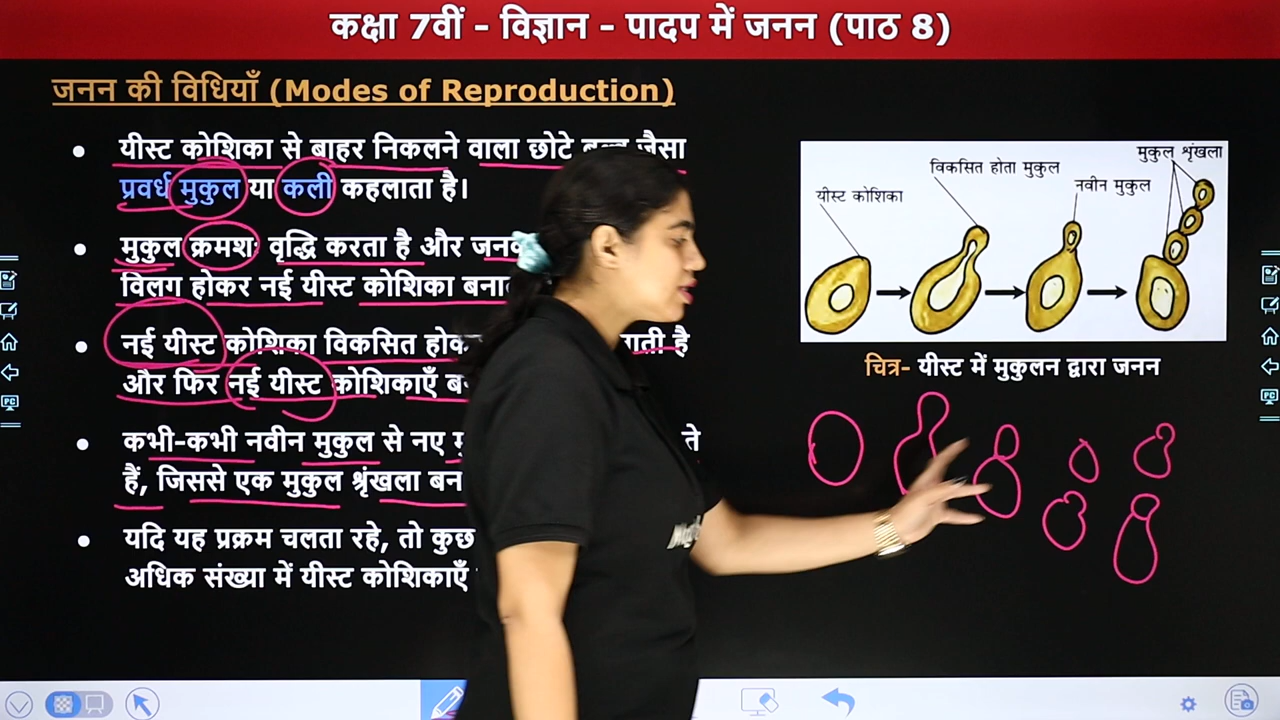 कक्षा 7वीं - विज्ञान - पादप में जनन (पाठ 8)
जनन की विधियाँ (Modes of Reproduction)
यीस्ट कोशिका से बाहर निकलने वाला छोटे जैसा
प्रवर्ध मुकुल या कली कहलाता है।
मुकुल क्रमशः वृद्धि करता है और
विलग होकर नई यीस्ट कोशिका
नई यीस्ट कोशिका विकसित है
और फिर नई यीस्ट कोशिकाएँ
कभी-कभी नवीन मुकुल से नए
हैं, जिससे एक मुकुल श्रृंखला
यदि यह प्रक्रम चलता रहे, तो कुछ
अधिक संख्या में यीस्ट कोशिकाएँ
यीस्ट कोशिका
विकसित होता मुकुल
नवीन मुकुल
मुकुल शृंखला
चित्र- यीस्ट में मुकुलन द्वारा जनन
PC
PC